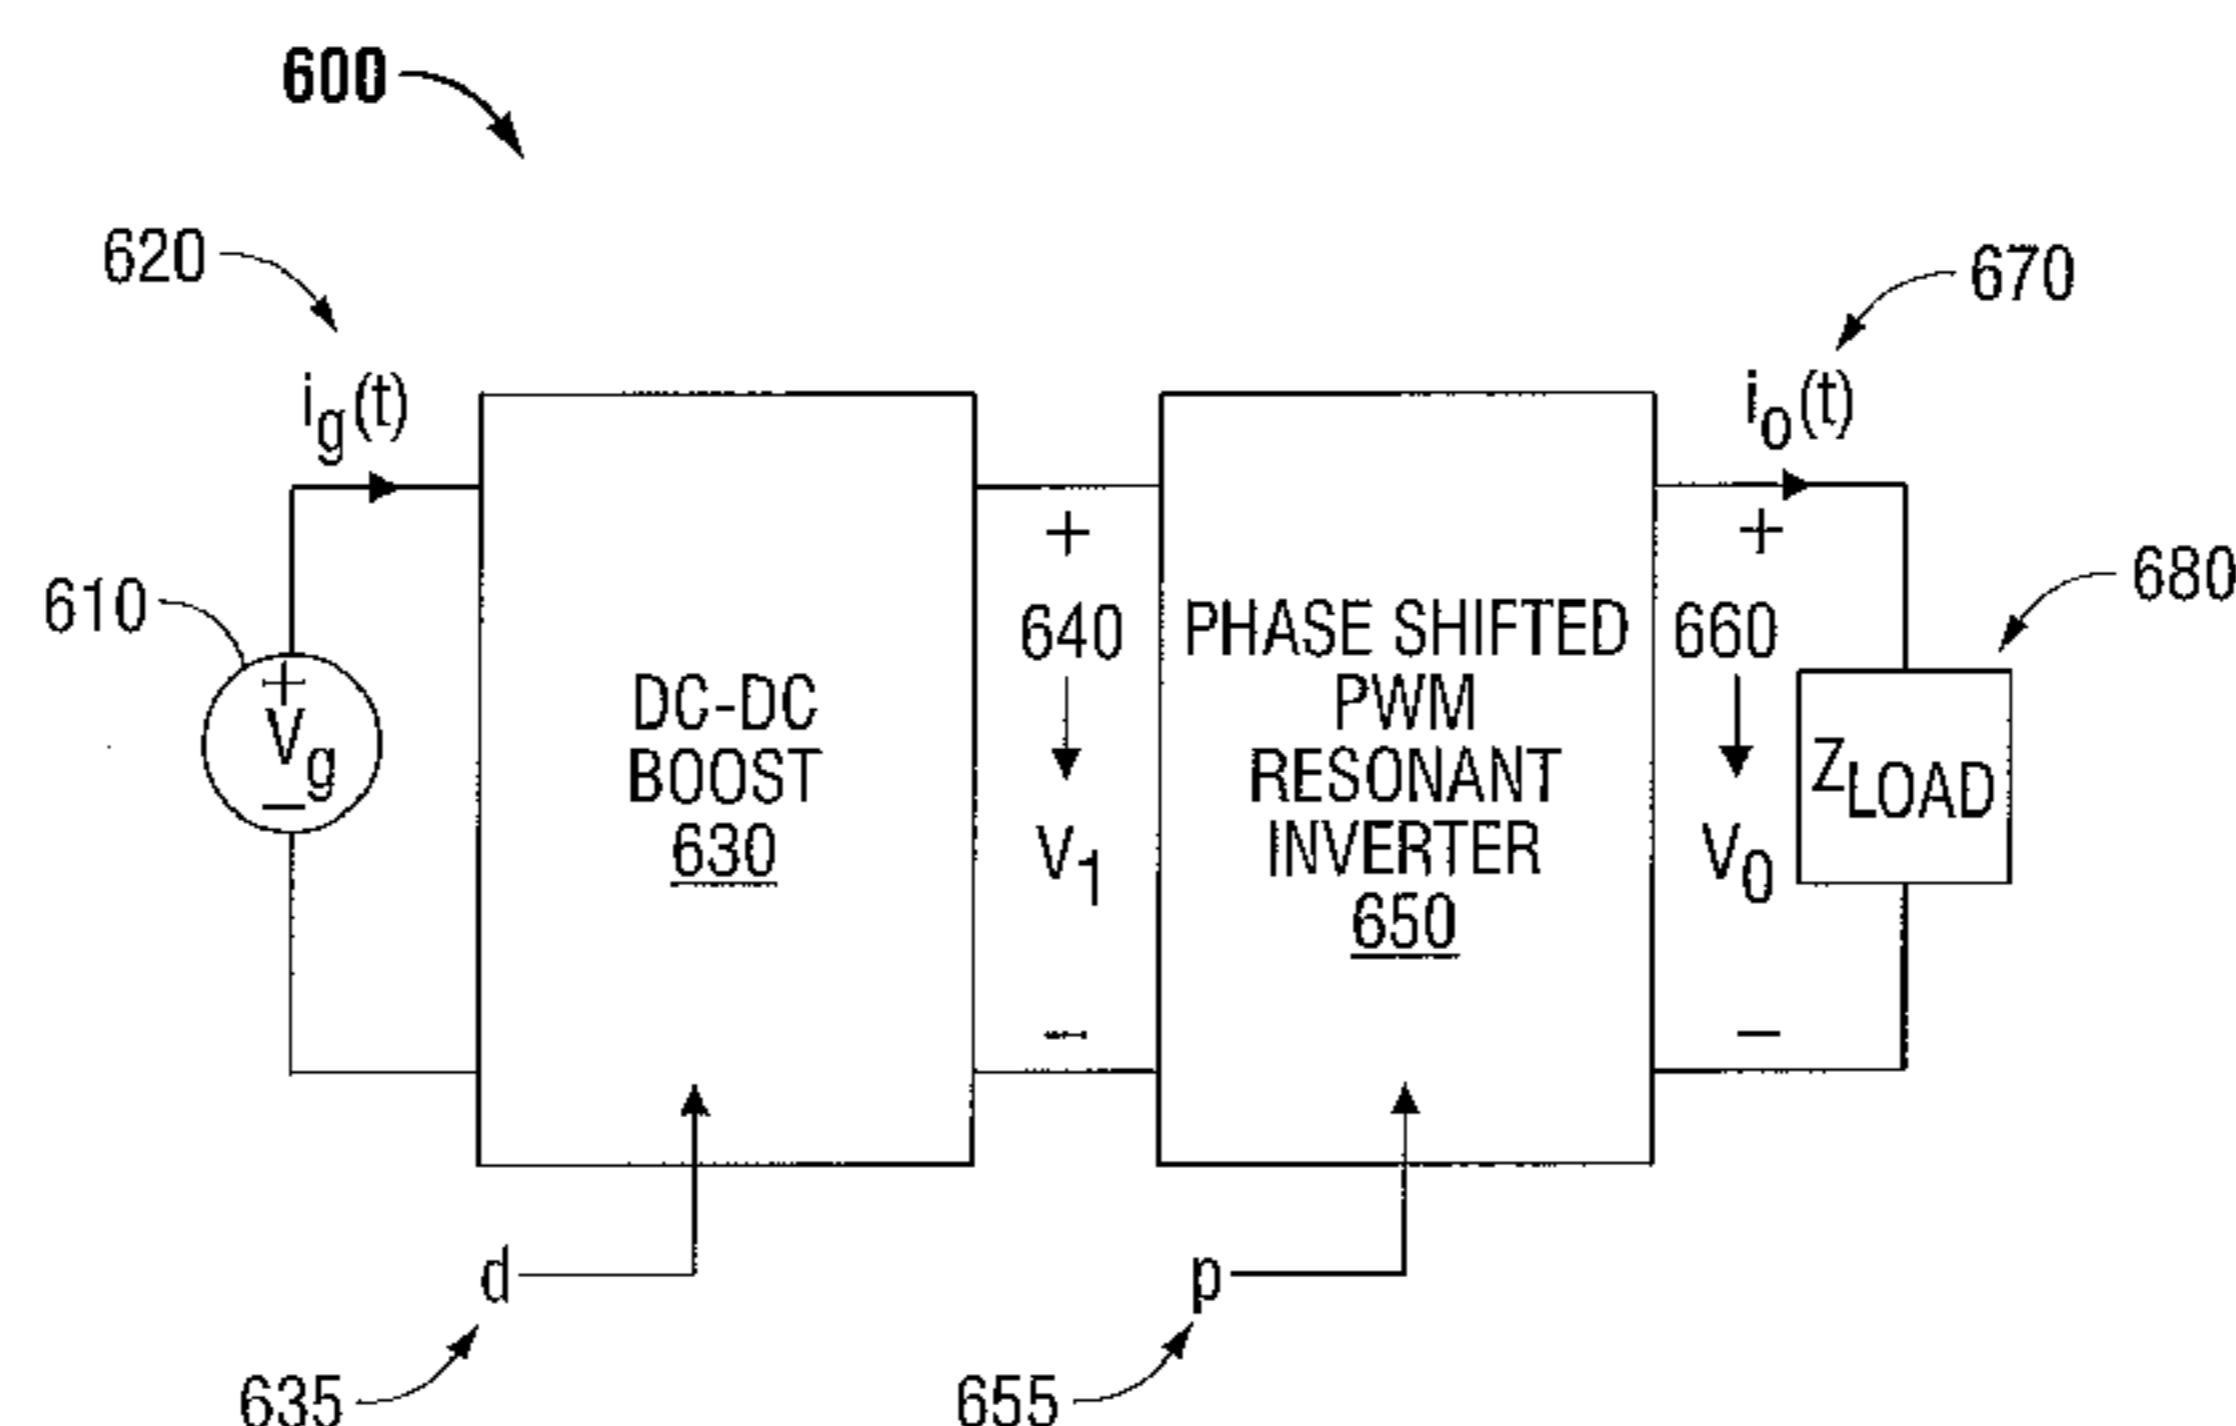 600
620
670
i_g(t)
i_o(t)
+
+
680
610
640
PHASE SHIFTED
660
+
V_g
−
DC-DC
PWM
BOOST
RESONANT
Z_LOAD
630
V_1
INVERTER
V_0
650
−
−
d
p
635
655